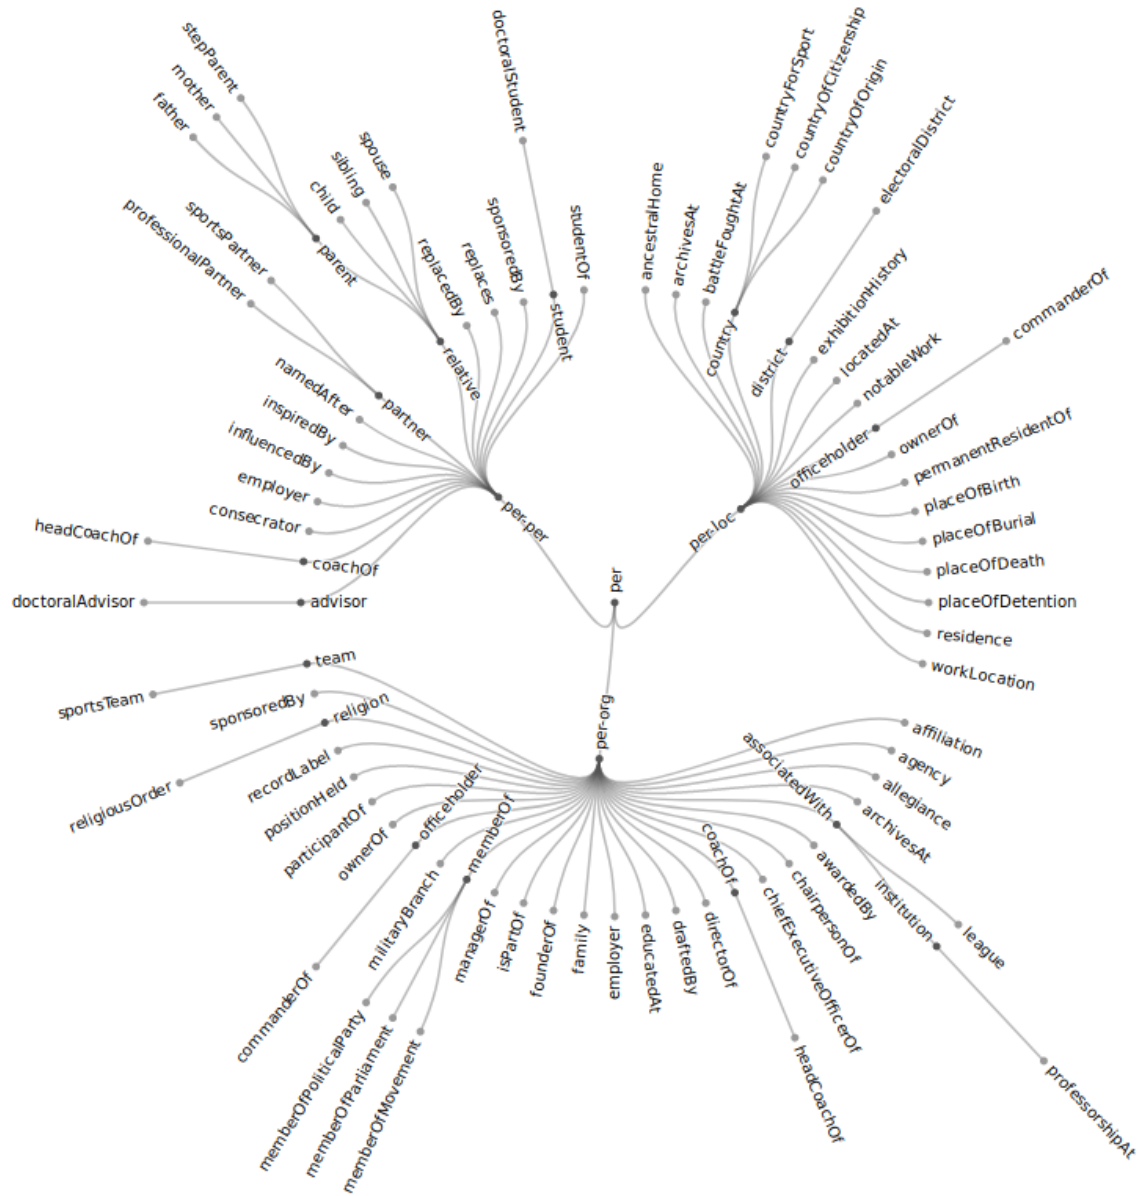 per
per-per
advisor
doctoralAdvisor
coachOf
headCoachOf
consecrator
employer
influencedBy
inspiredBy
namedAfter
partner
professionalPartner
sportsPartner
relative
parent
father
mother
stepParent
child
sibling
spouse
replacedBy
replaces
sponsoredBy
student
doctoralStudent
studentOf
per-loc
ancestralHome
archivesAt
battleFoughtAt
country
countryForSport
countryOfCitizenship
countryOfOrigin
district
electoralDistrict
exhibitionHistory
locatedAt
notableWork
officeholder
commanderOf
ownerOf
permanentResidentOf
placeOfBirth
placeOfBurial
placeOfDeath
placeOfDetention
residence
workLocation
per-org
affiliation
agency
allegiance
archivesAt
associatedWith
league
institution
professorshipAt
awardedBy
chairpersonOf
chiefExecutiveOfficerOf
coachOf
headCoachOf
directorOf
draftedBy
educatedAt
employer
family
founderOf
isPartOf
managerOf
memberOf
memberOfMovement
memberOfParliament
memberOfPoliticalParty
militaryBranch
officeholder
commanderOf
ownerOf
participantOf
positionHeld
recordLabel
religion
religiousOrder
sponsoredBy
team
sportsTeam